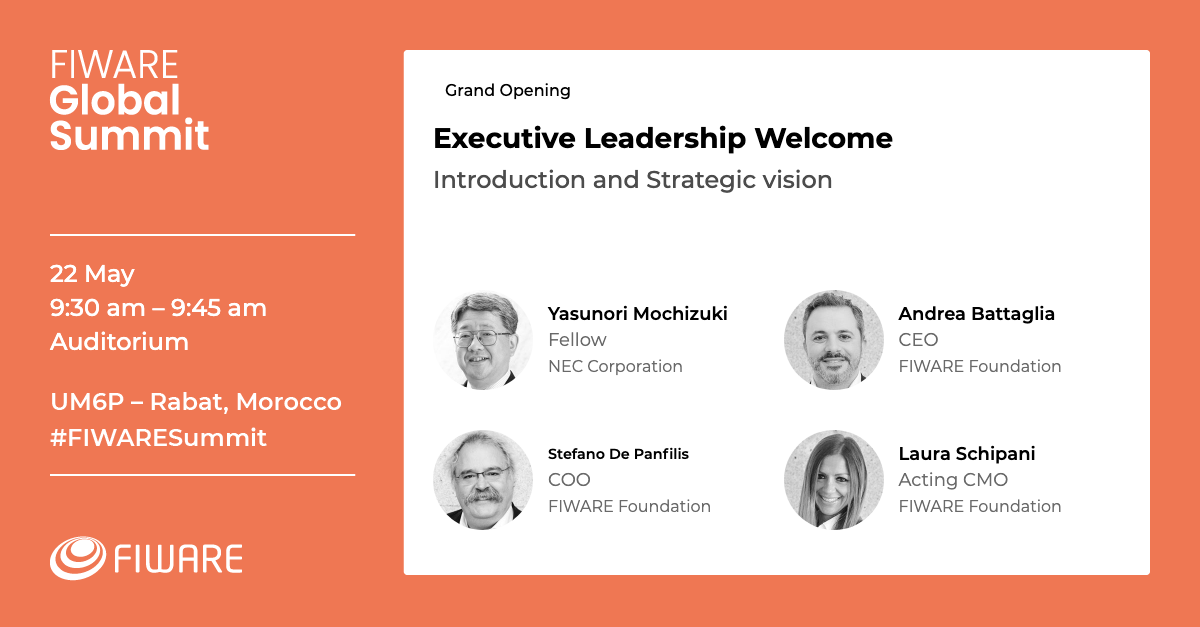 FIWARE
Global
Summit
22 May
9:30 am – 9:45 am
Auditorium
UM6P – Rabat, Morocco
#FIWARESummit
FIWARE
Grand Opening
Executive Leadership Welcome
Introduction and Strategic vision
Yasunori Mochizuki
Fellow
NEC Corporation
Andrea Battaglia
CEO
FIWARE Foundation
Stefano De Panfilis
COO
FIWARE Foundation
Laura Schipani
Acting CMO
FIWARE Foundation